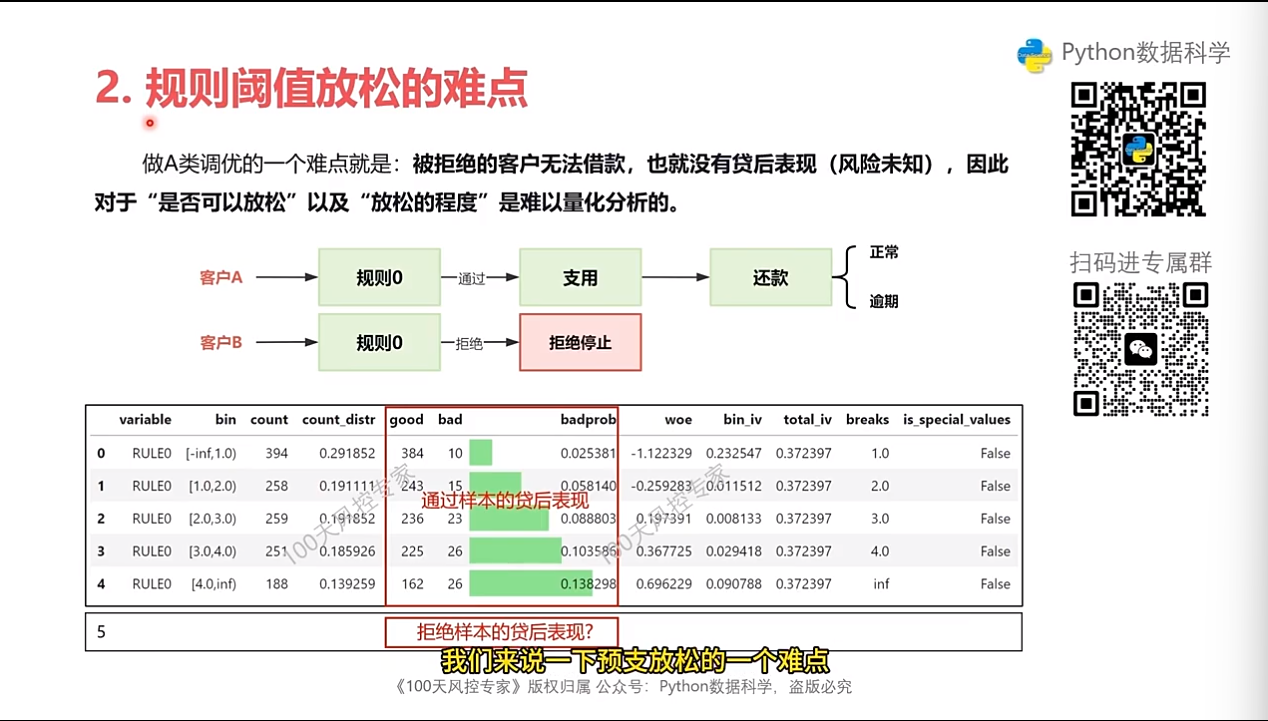 Python数据科学
2. 规则阈值放松的难点
做A类调优的一个难点就是：被拒绝的客户无法借款，也就没有贷后表现（风险未知），因此
对于“是否可以放松”以及“放松的程度”是难以量化分析的。
扫码进专属群
客户A 规则0 通过 支用 还款 正常
逾期
客户B 规则0 拒绝 拒绝停止
variable bin count count_distr good bad badprob woe bin_iv total_iv breaks is_special_values
0 RULE0 [-inf,1.0) 394 0.291852 384 10 0.025381 -1.122329 0.232547 0.372397 1.0 False
1 RULE0 [1.0,2.0) 258 0.191111 243 15 0.058140 -0.259283 0.011512 0.372397 2.0 False
通过样本的贷后表现
2 RULE0 [2.0,3.0) 259 0.191852 236 23 0.088803 0.197391 0.008133 0.372397 3.0 False
3 RULE0 [3.0,4.0) 251 0.185926 225 26 0.103586 0.367725 0.029418 0.372397 4.0 False
4 RULE0 [4.0,inf) 188 0.139259 162 26 0.138298 0.696229 0.090788 0.372397 inf False
100天风控专家
100天风控专家
5 拒绝样本的贷后表现?
我们来说一下预支放松的一个难点
《100天风控专家》版权归属 公众号：Python数据科学，盗版必究